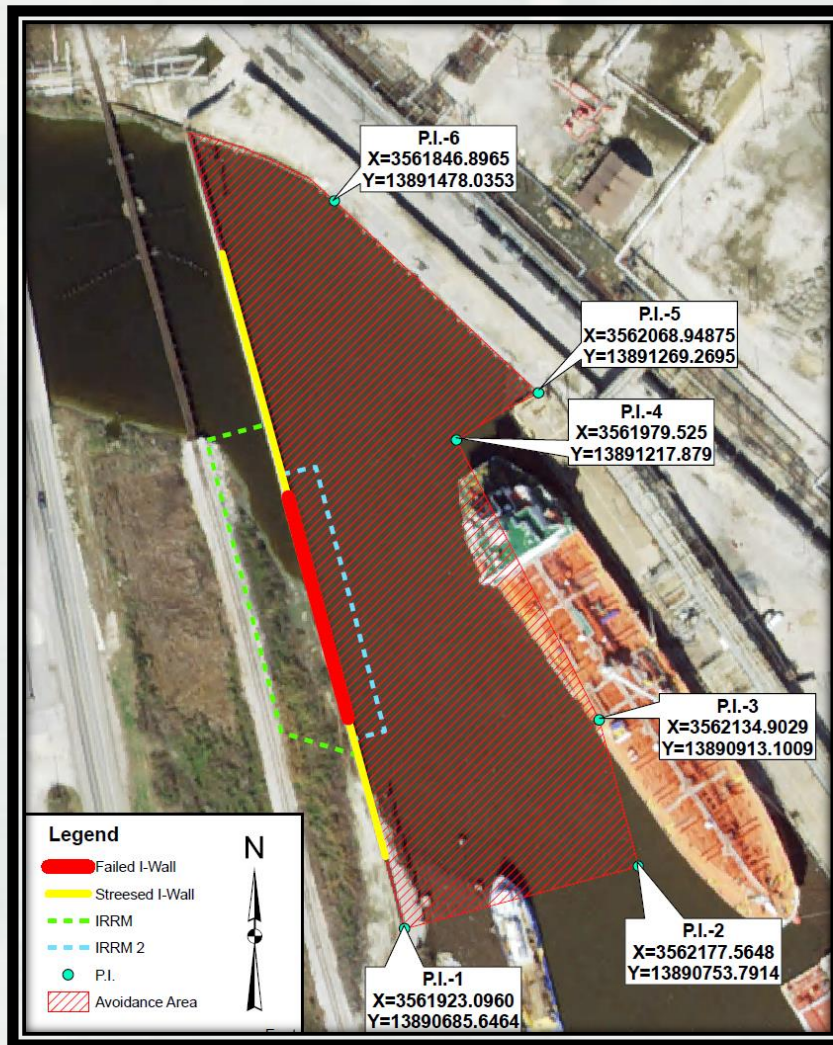 P.I.-6
X=3561846.8965
Y=13891478.0353
P.I.-5
X=3562068.94875
Y=13891269.2695
P.I.-4
X=3561979.525
Y=13891217.879
P.I.-3
X=3562134.9029
Y=13890913.1009
P.I.-2
X=3562177.5648
Y=13890753.7914
P.I.-1
X=3561923.0960
Y=13890685.6464
Legend
N
Failed I-Wall
Streesed I-Wall
IRRM
IRRM 2
P.I.
Avoidance Area